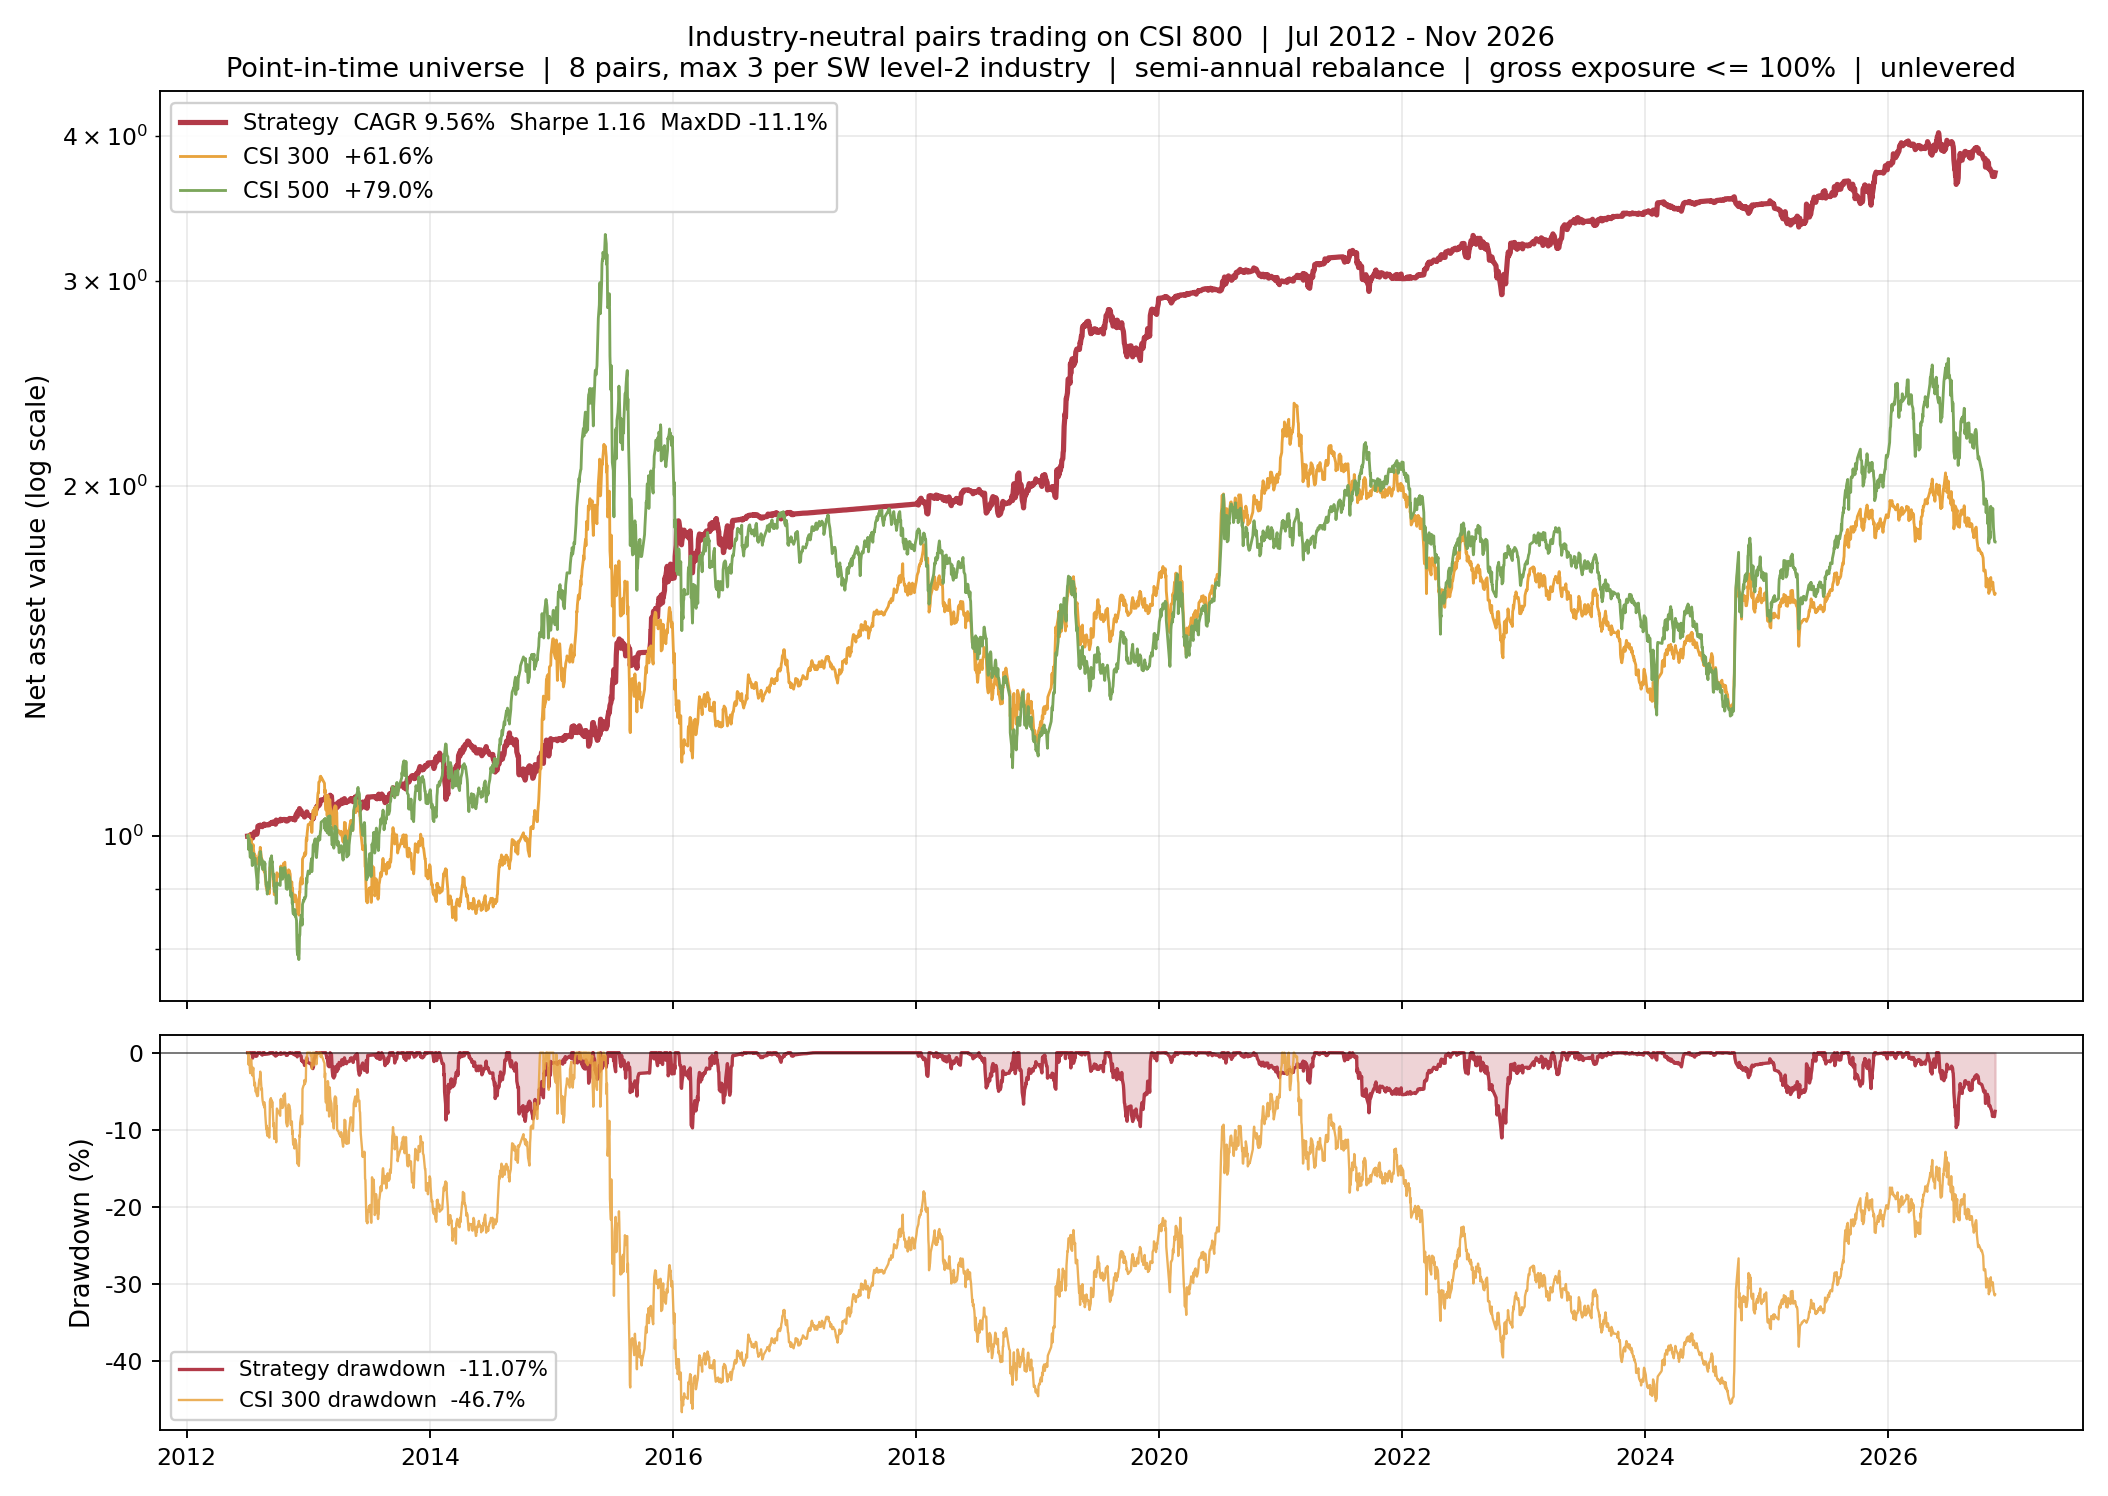 Industry-neutral pairs trading on CSI 800 | Jul 2012 - Nov 2026
Point-in-time universe | 8 pairs, max 3 per SW level-2 industry | semi-annual rebalance | gross exposure <= 100% | unlevered
Strategy CAGR 9.56% Sharpe 1.16 MaxDD -11.1%
CSI 300 +61.6%
CSI 500 +79.0%
Net asset value (log scale)
4 × 10⁰
3 × 10⁰
2 × 10⁰
10⁰
Drawdown (%)
0
-10
-20
-30
-40
Strategy drawdown -11.07%
CSI 300 drawdown -46.7%
2012 2014 2016 2018 2020 2022 2024 2026